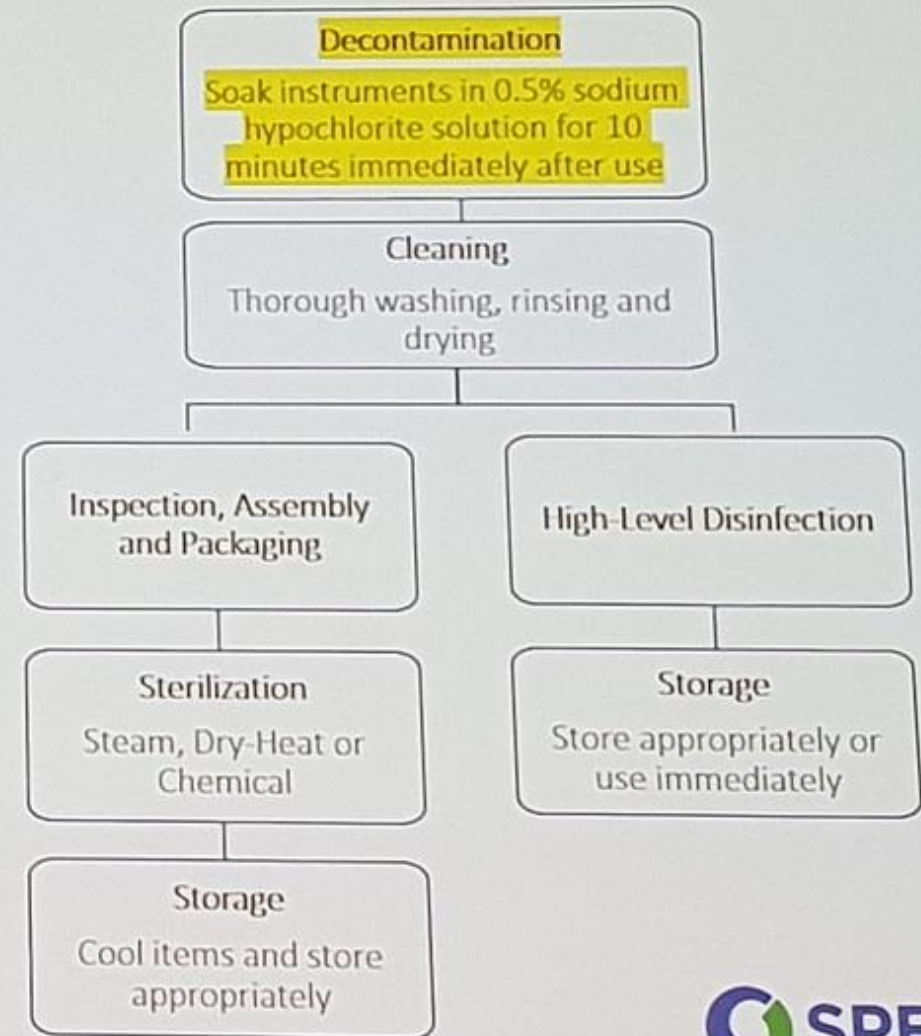 Decontamination
Soak instruments in 0.5% sodium
hypochlorite solution for 10
minutes immediately after use
Cleaning
Thorough washing, rinsing and
drying
Inspection, Assembly
and Packaging
Sterilization
Steam, Dry-Heat or
Chemical
Storage
Cool items and store
appropriately
High-Level Disinfection
Storage
Store appropriately or
use immediately